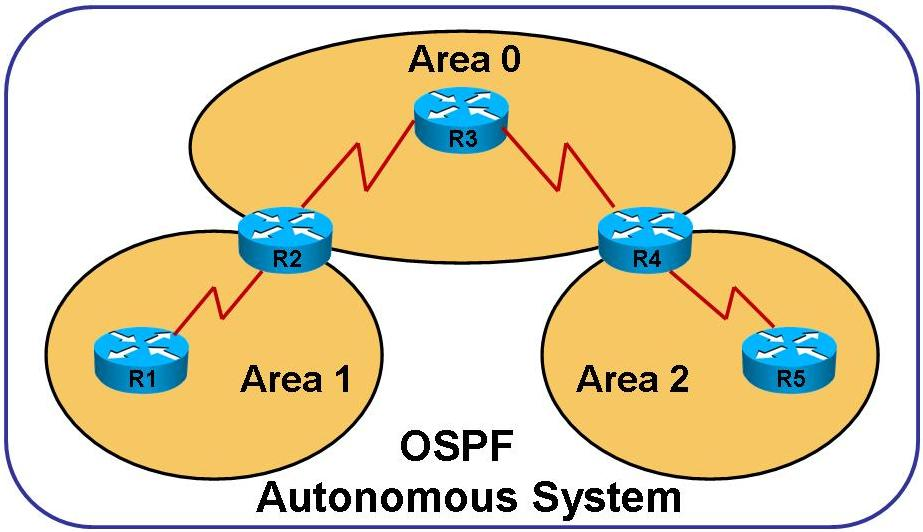 Area 0
R3
R2
R4
R1
Area 1
Area 2
R5
OSPF
Autonomous System